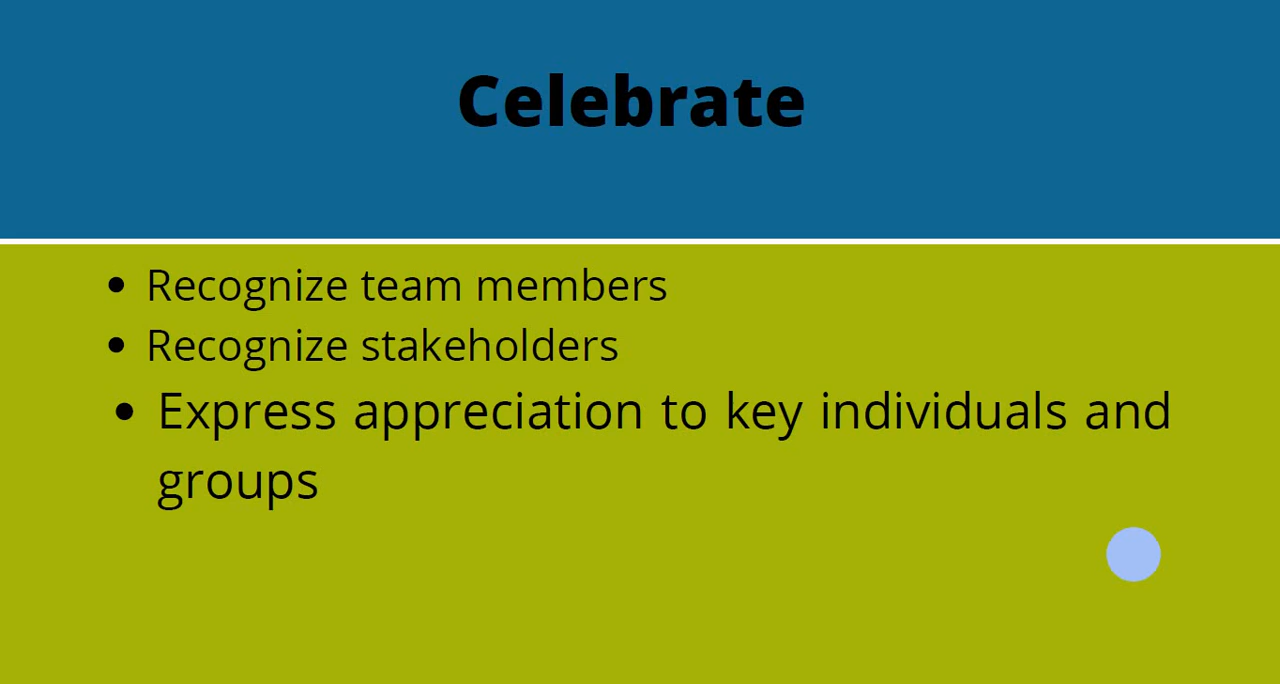 Celebrate
• Recognize team members
• Recognize stakeholders
• Express appreciation to key individuals and
groups